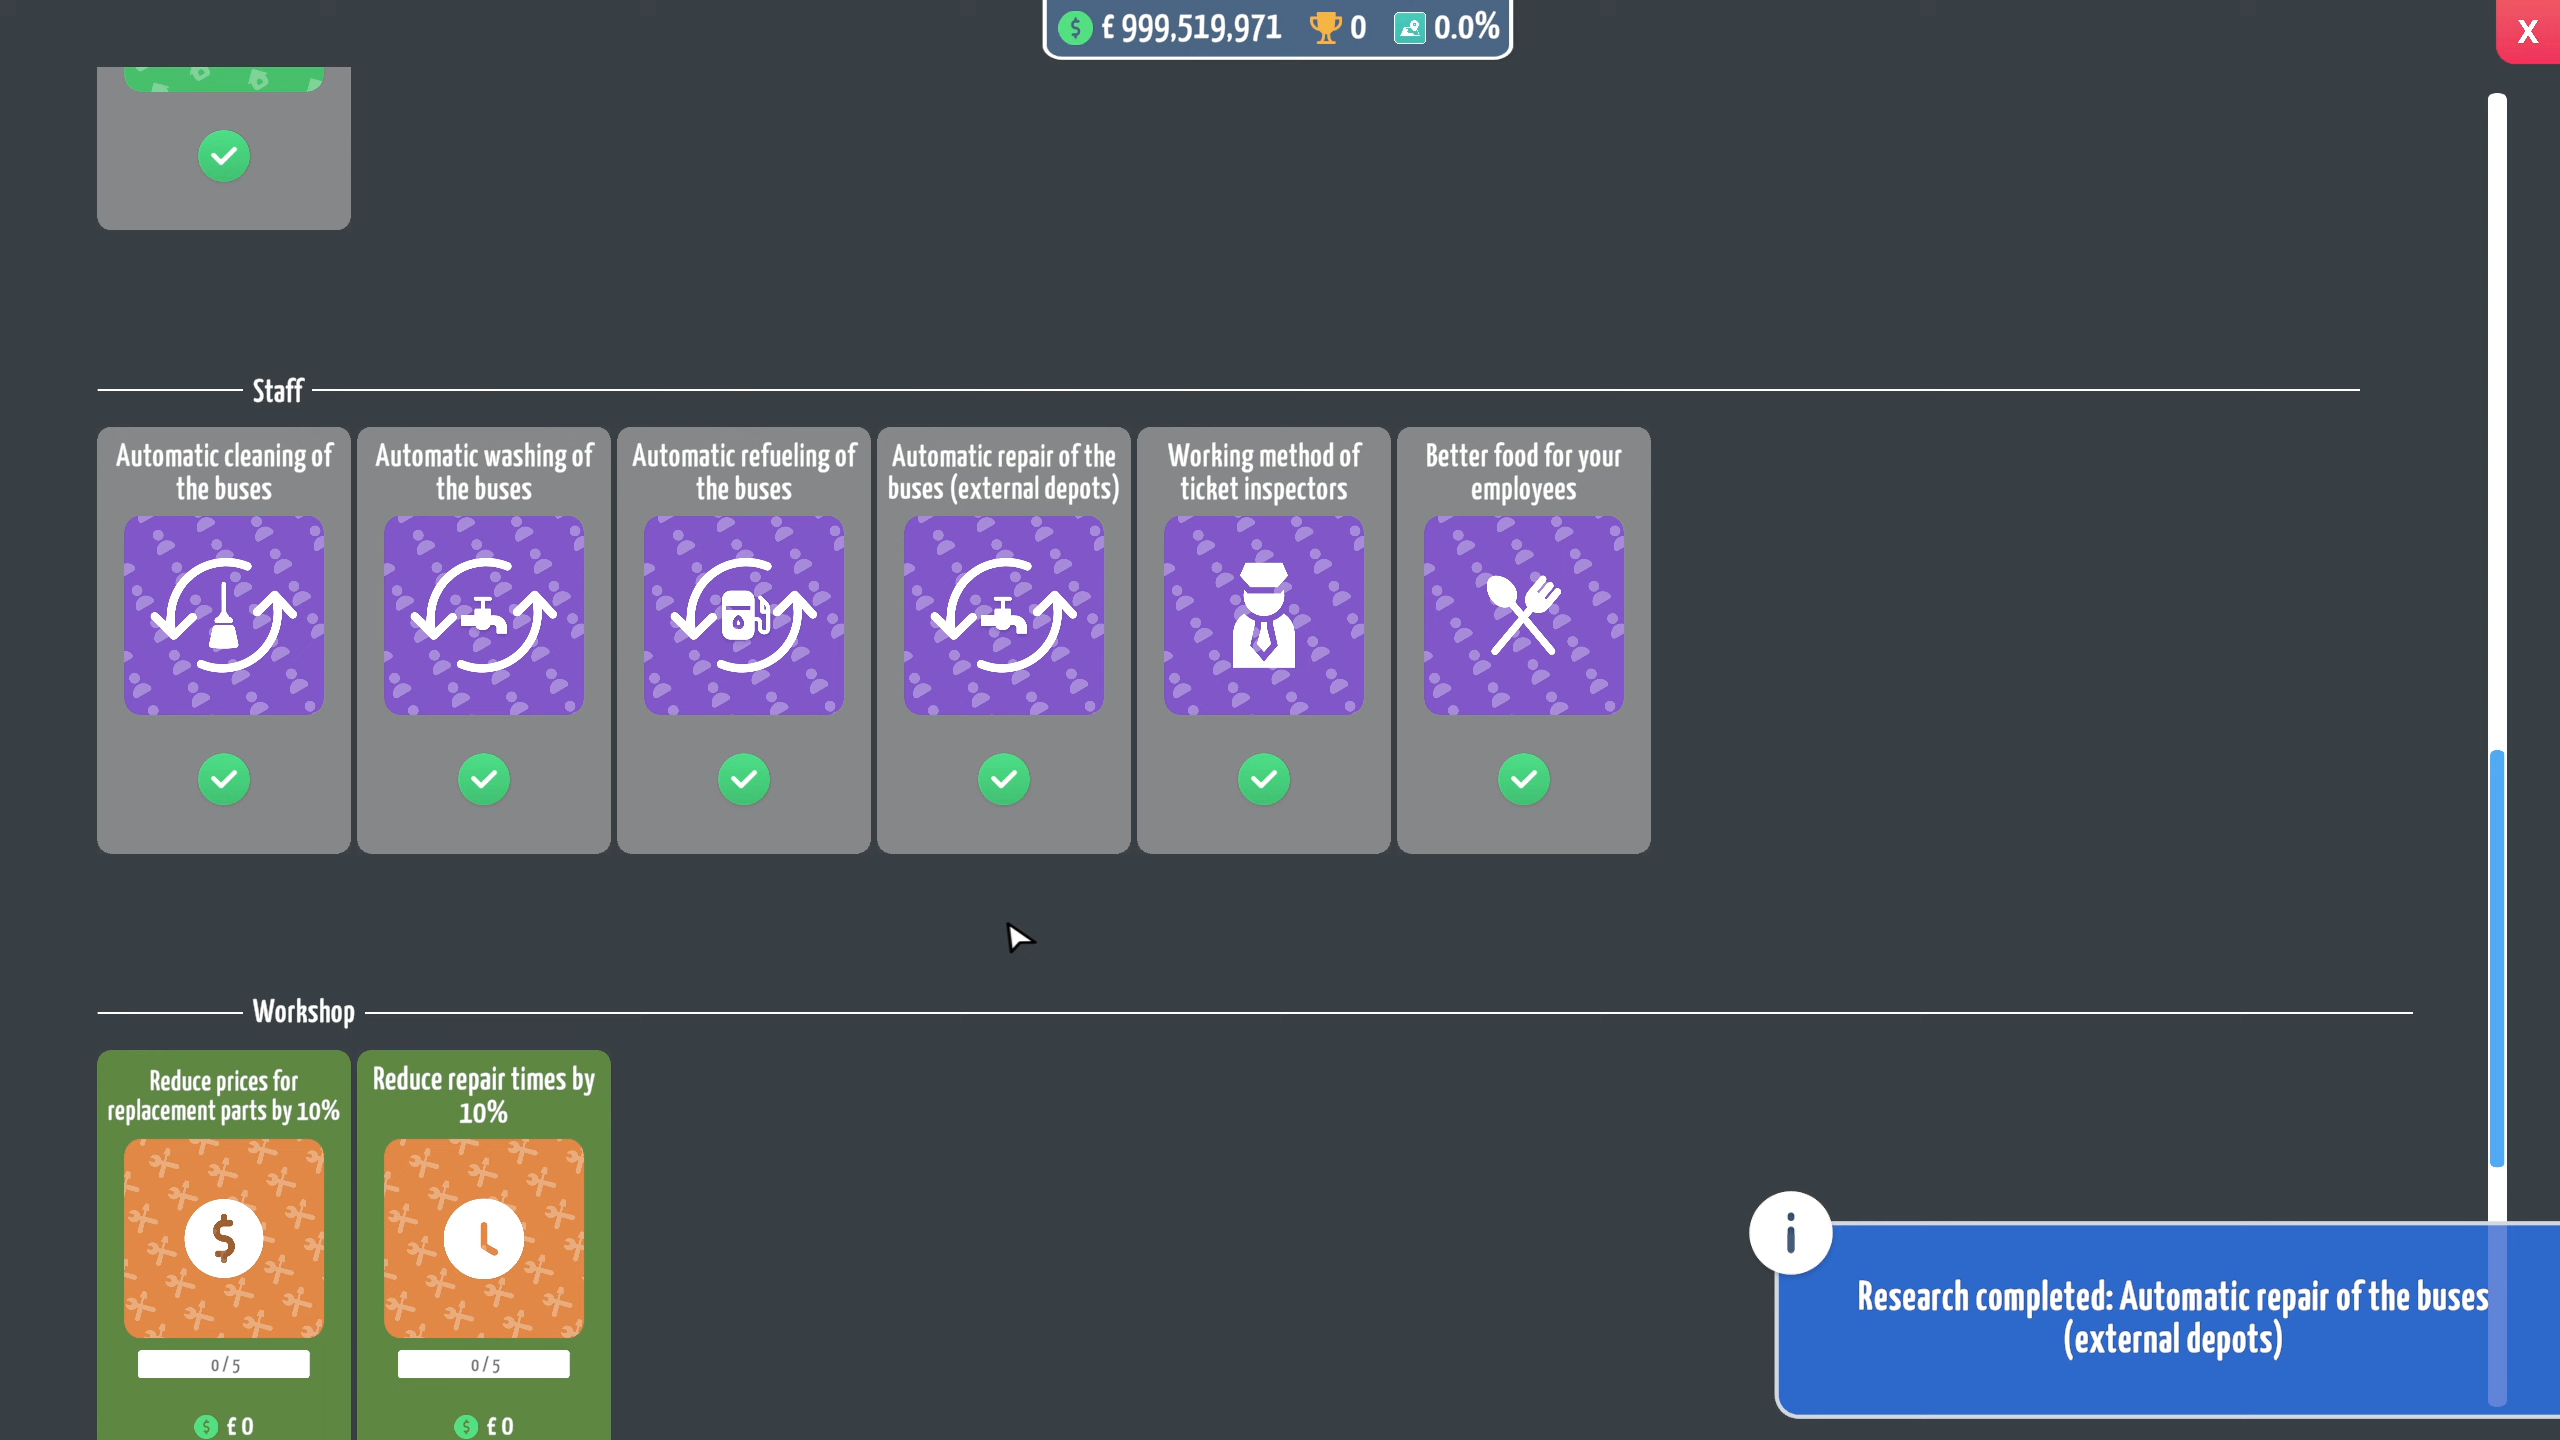 £ 999,519,971 0 0.0%
X
Staff
Automatic cleaning of
the buses
Automatic washing of
the buses
Automatic refueling of
the buses
Automatic repair of the
buses (external depots)
Working method of
ticket inspectors
Better food for your
employees
Workshop
Reduce prices for
replacement parts by 10%
0 / 5
£ 0
Reduce repair times by
10%
0 / 5
£ 0
Research completed: Automatic repair of the buses
(external depots)